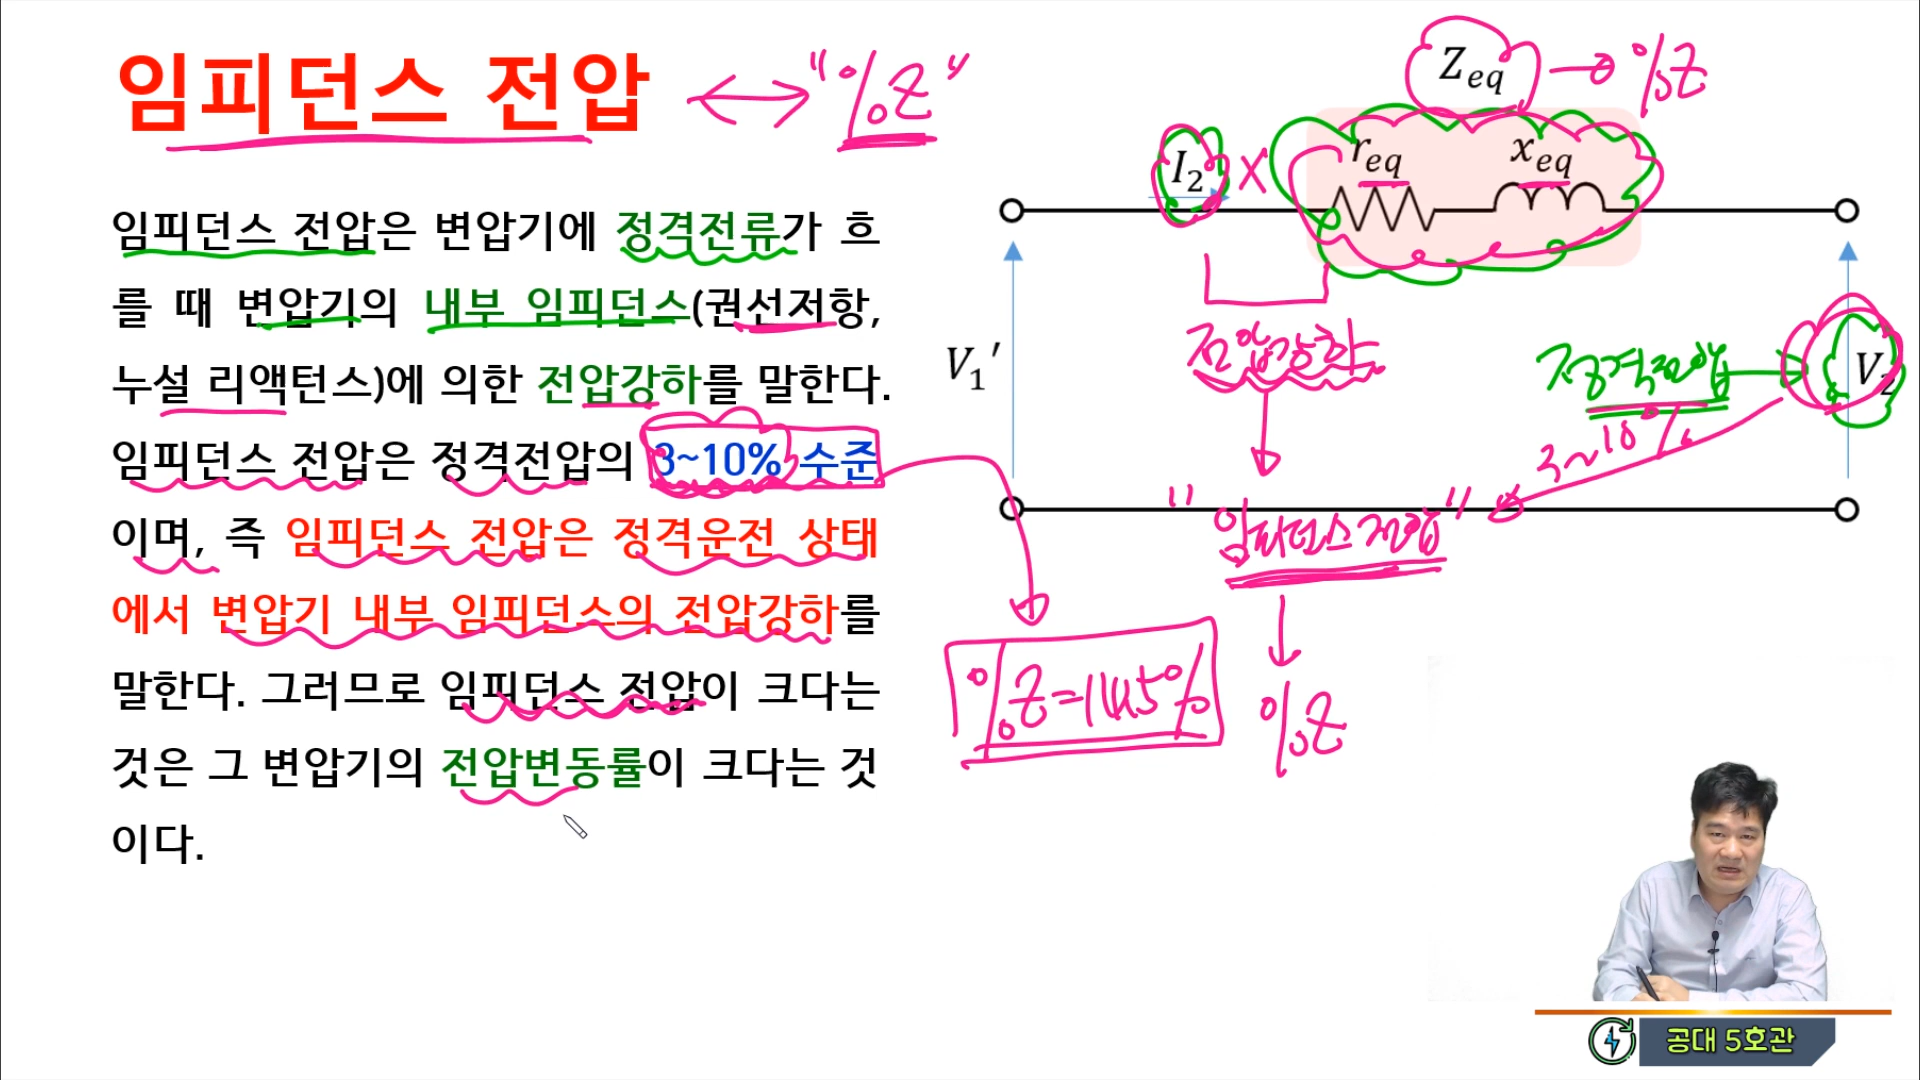 임피던스 전압 ↔ "%Z"
임피던스 전압은 변압기에 정격전류가 흐
를 때 변압기의 내부 임피던스(권선저항,
누설 리액턴스)에 의한 전압강하를 말한다.
임피던스 전압은 정격전압의 3~10% 수준
이며, 즉 임피던스 전압은 정격운전 상태
에서 변압기 내부 임피던스의 전압강하를
말한다. 그러므로 임피던스 전압이 크다는
것은 그 변압기의 전압변동률이 크다는 것
이다.
Z_eq → %Z
I₂ × r_eq x_eq
V₁′
V₂
전압강하
정격전압
3~10%
"임피던스전압"
%Z
공대 5호관